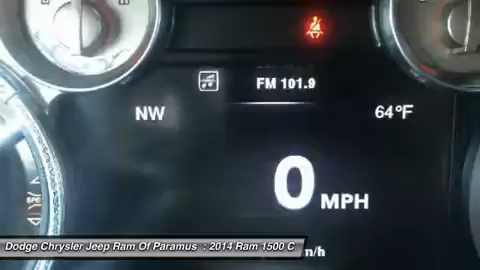 FM 101.9
NW
64°F
0 MPH
Dodge Chrysler Jeep Ram Of Paramus : 2014 Ram 1500 C